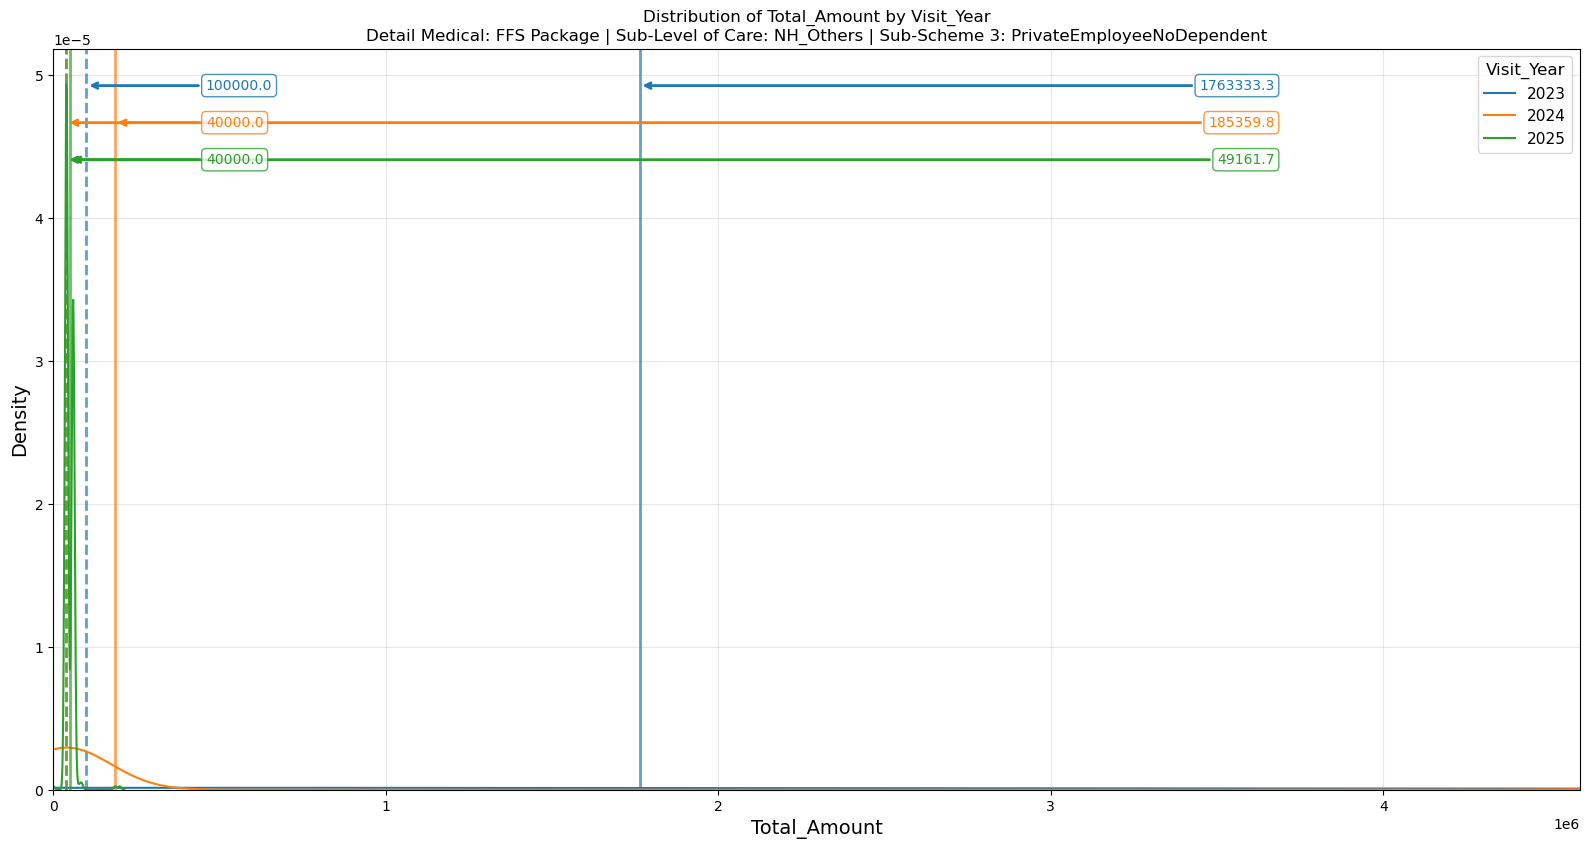 Distribution of Total_Amount by Visit_Year
Detail Medical: FFS Package | Sub-Level of Care: NH_Others | Sub-Scheme 3: PrivateEmployeeNoDependent
1e−5
Visit_Year
2023
2024
2025
100000.0
1763333.3
40000.0
185359.8
40000.0
49161.7
5
4
3
2
1
0
Density
0
1
2
3
4
1e6
Total_Amount